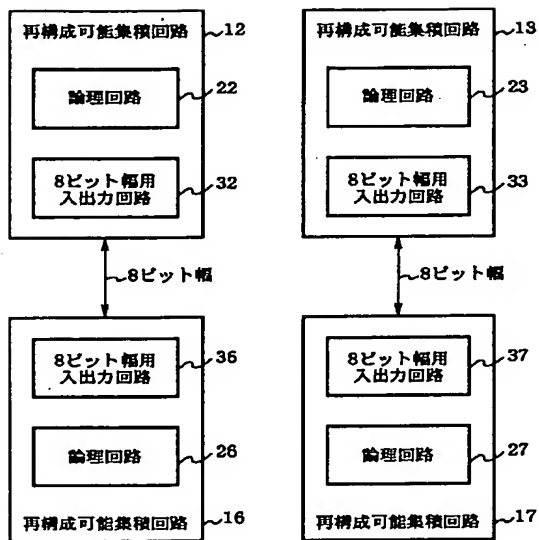 再構成可能集積回路 12
論理回路 22
8ビット幅用
入出力回路 32
8ビット幅
8ビット幅用
入出力回路 36
論理回路 26
再構成可能集積回路 16
再構成可能集積回路 13
論理回路 23
8ビット幅用
入出力回路 33
8ビット幅
8ビット幅用
入出力回路 37
論理回路 27
再構成可能集積回路 17